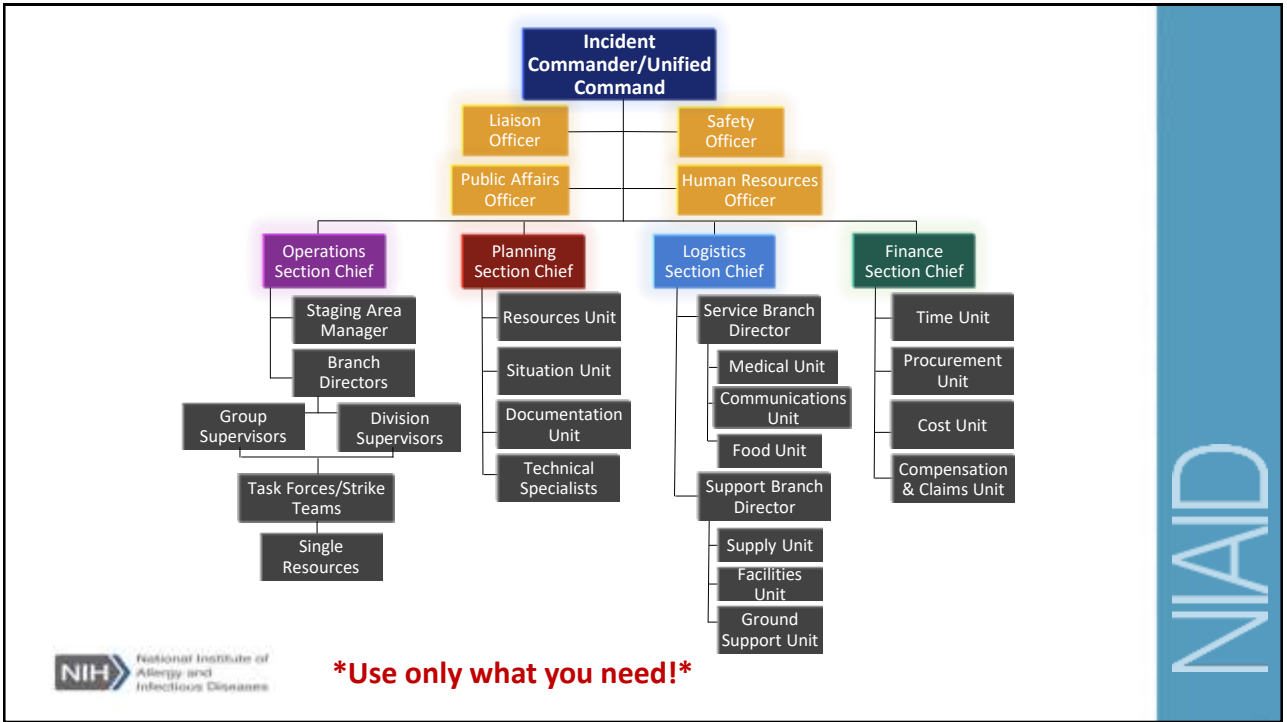 Incident
Commander/Unified
Command
Liaison
Officer
Safety
Officer
Public Affairs
Officer
Human Resources
Officer
Operations
Section Chief
Planning
Section Chief
Logistics
Section Chief
Finance
Section Chief
Staging Area
Manager
Branch
Directors
Group
Supervisors
Division
Supervisors
Task Forces/Strike
Teams
Single
Resources
Resources Unit
Situation Unit
Documentation
Unit
Technical
Specialists
Service Branch
Director
Medical Unit
Communications
Unit
Food Unit
Support Branch
Director
Supply Unit
Facilities
Unit
Ground
Support Unit
Time Unit
Procurement
Unit
Cost Unit
Compensation
& Claims Unit
NIH
National Institute of
Allergy and
Infectious Diseases
*Use only what you need!*
NIAID